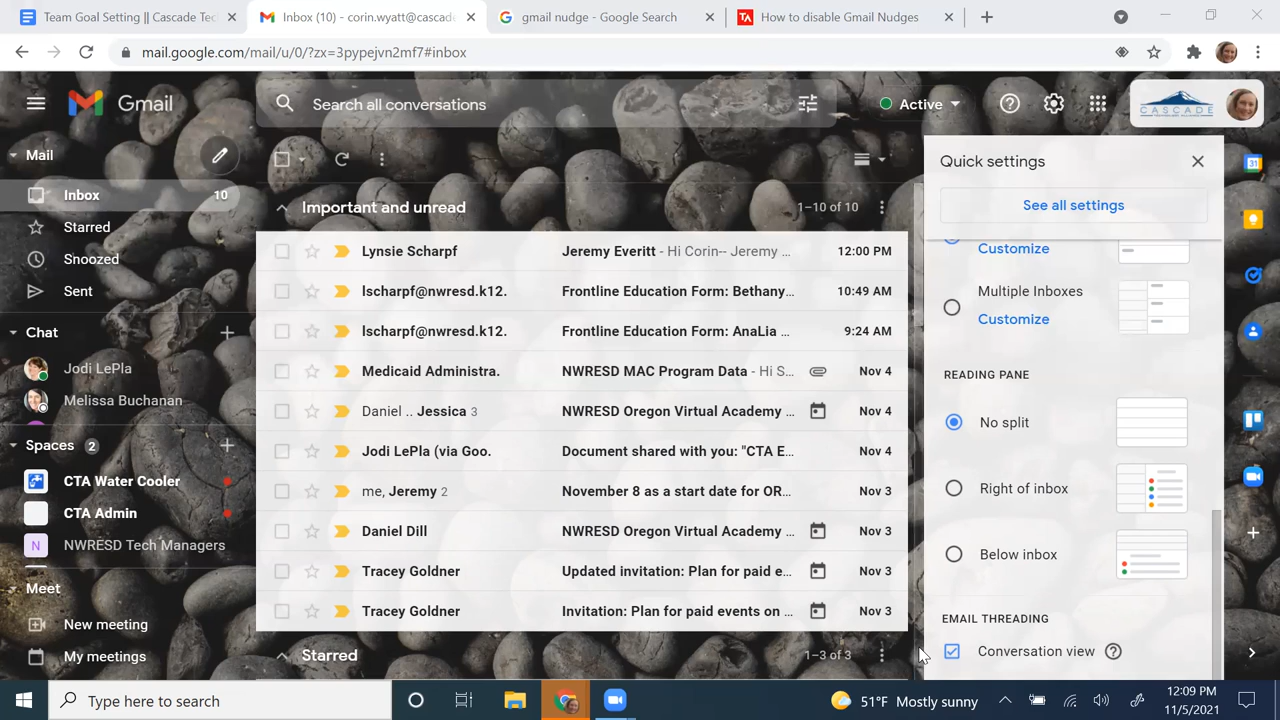 Team Goal Setting || Cascade Tec
Inbox (10) - corin.wyatt@cascade
gmail nudge - Google Search
TA How to disable Gmail Nudges
mail.google.com/mail/u/0/?zx=3pypejvn2mf7#inbox
Gmail
Search all conversations
Active
CASCADE
Mail
Inbox 10
Starred
Snoozed
Sent
Chat
Jodi LePla
Melissa Buchanan
Spaces 2
CTA Water Cooler
CTA Admin
N NWRESD Tech Managers
Meet
New meeting
My meetings
Important and unread 1–10 of 10
Lynsie Scharpf Jeremy Everitt - Hi Corin-- Jeremy ... 12:00 PM
lscharpf@nwresd.k12. Frontline Education Form: Bethany... 10:49 AM
lscharpf@nwresd.k12. Frontline Education Form: AnaLia ... 9:24 AM
Medicaid Administra. NWRESD MAC Program Data - Hi S... Nov 4
Daniel .. Jessica 3 NWRESD Oregon Virtual Academy ... Nov 4
Jodi LePla (via Goo. Document shared with you: "CTA E... Nov 4
me, Jeremy 2 November 8 as a start date for OR... Nov 3
Daniel Dill NWRESD Oregon Virtual Academy ... Nov 3
Tracey Goldner Updated invitation: Plan for paid e... Nov 3
Tracey Goldner Invitation: Plan for paid events on ... Nov 3
Starred 1–3 of 3
Quick settings
See all settings
Customize
Multiple Inboxes
Customize
READING PANE
No split
Right of inbox
Below inbox
EMAIL THREADING
Conversation view
31
Type here to search
51°F Mostly sunny
12:09 PM
11/5/2021